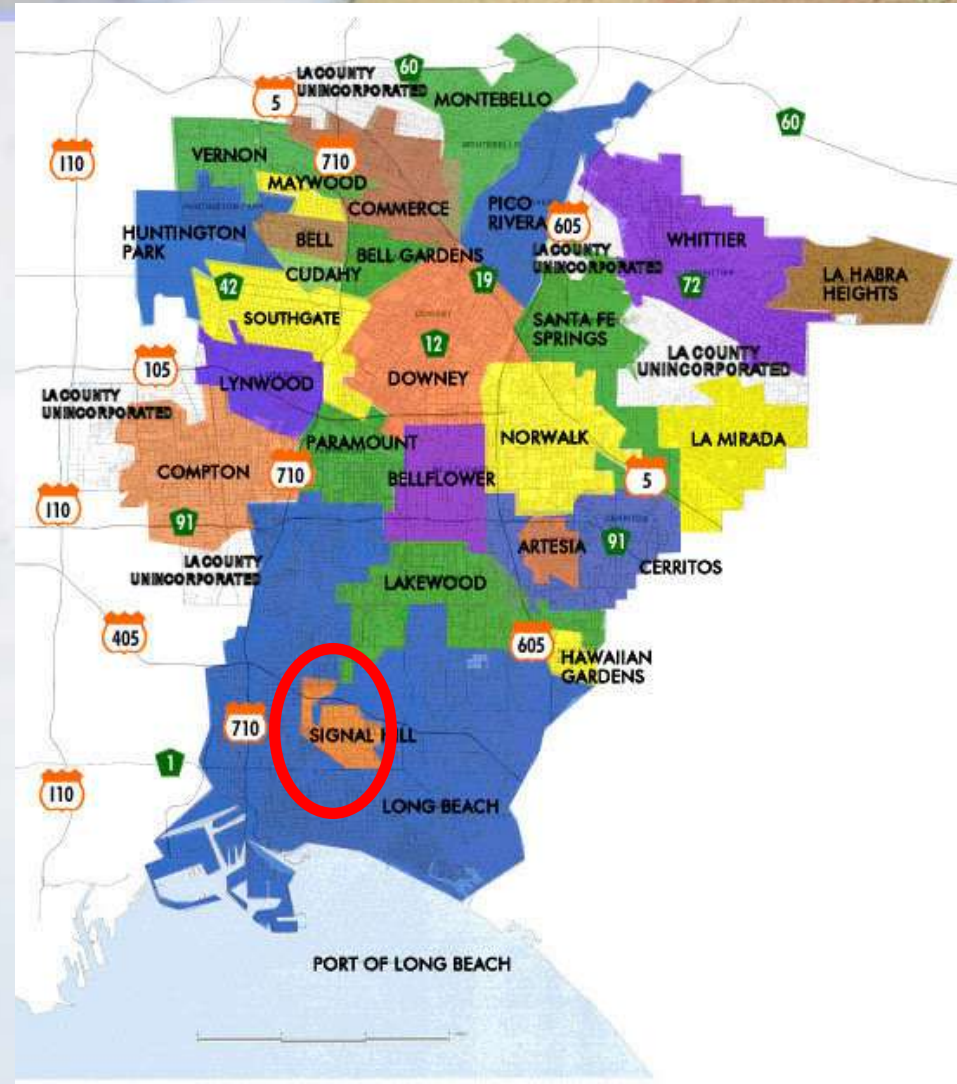 60
LA COUNTY
UNINCORPORATED
5
MONTEBELLO
60
110
VERNON
710
MAYWOOD
COMMERCE
PICO
RIVERA
605
HUNTINGTON
PARK
BELL
BELL GARDENS
LA COUNTY
UNINCORPORATED
WHITTIER
CUDAHY
42
19
72
LA HABRA
HEIGHTS
SOUTHGATE
12
SANTA FE
SPRINGS
105
LYNWOOD
DOWNEY
LA COUNTY
UNINCORPORATED
LA COUNTY
UNINCORPORATED
PARAMOUNT
NORWALK
LA MIRADA
COMPTON
710
BELLFLOWER
5
110
91
ARTESIA
91
CERRITOS
LA COUNTY
UNINCORPORATED
LAKEWOOD
405
605
HAWAIIAN
GARDENS
710
SIGNAL HILL
1
110
LONG BEACH
PORT OF LONG BEACH